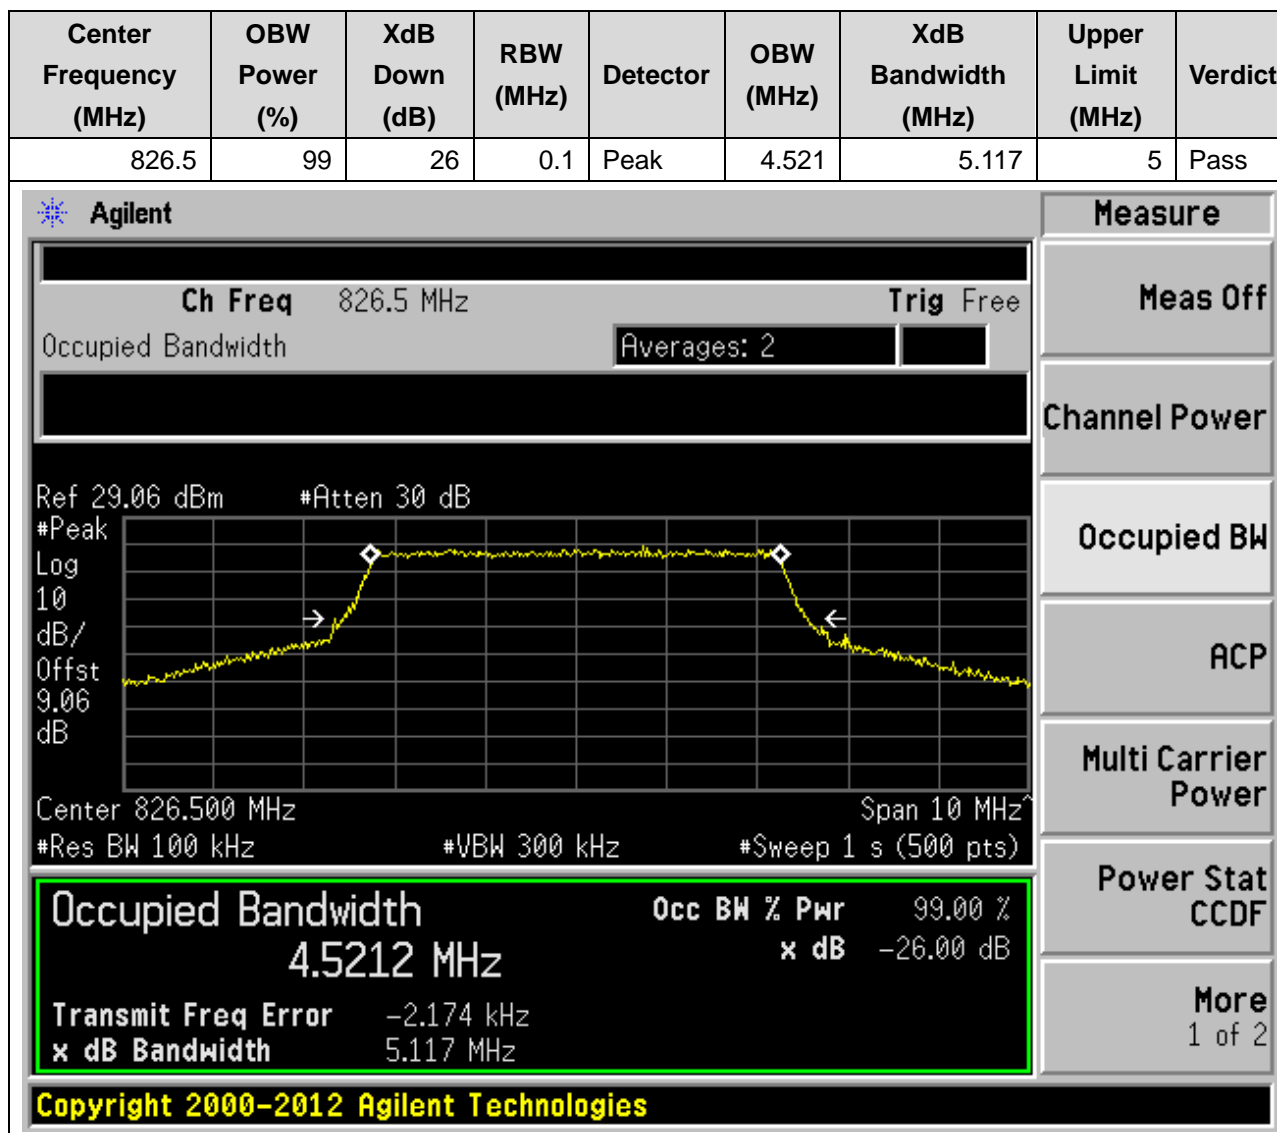 Center Frequency (MHz) OBW Power (%) XdB Down (dB) RBW (MHz) Detector OBW (MHz) XdB Bandwidth (MHz) Upper Limit (MHz) Verdict
826.5 99 26 0.1 Peak 4.521 5.117 5 Pass
Agilent
Measure
Ch Freq 826.5 MHz Trig Free
Occupied Bandwidth Averages: 2
Ref 29.06 dBm #Atten 30 dB
#Peak
Log
10
dB/
Offst
9.06
dB
Center 826.500 MHz Span 10 MHz^
#Res BW 100 kHz #VBW 300 kHz #Sweep 1 s (500 pts)
Occupied Bandwidth Occ BW % Pwr 99.00 %
4.5212 MHz x dB -26.00 dB
Transmit Freq Error -2.174 kHz
x dB Bandwidth 5.117 MHz
Copyright 2000-2012 Agilent Technologies
Meas Off
Channel Power
Occupied BW
ACP
Multi Carrier
Power
Power Stat
CCDF
More
1 of 2